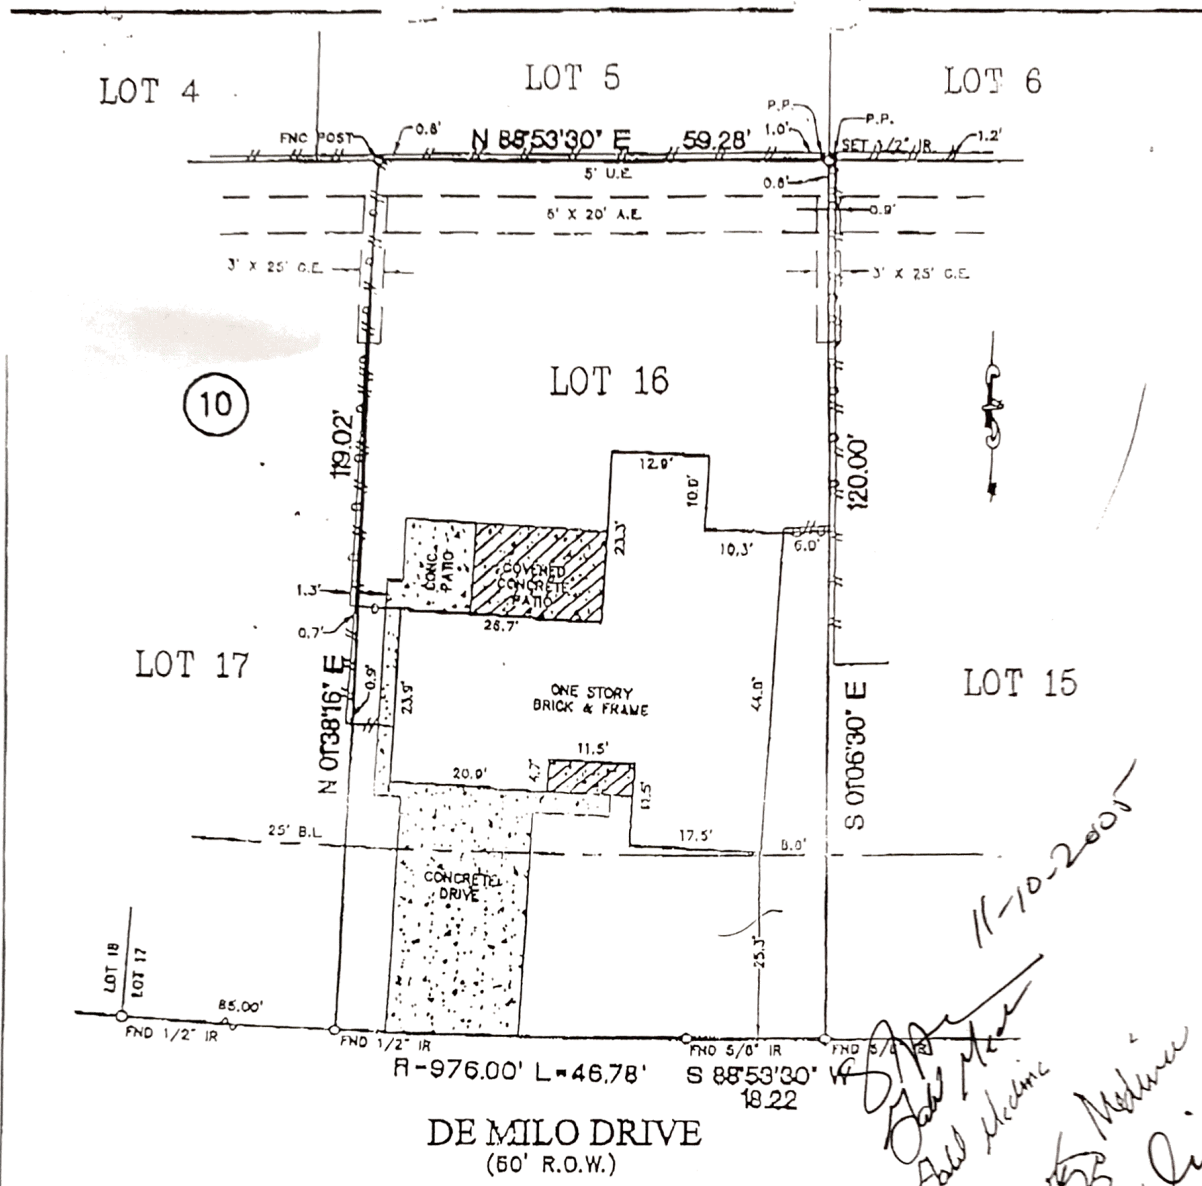 LOT 4
LOT 5
LOT 6
P.P.
P.P.
FNC POST
0.8'
N 88°53'30" E 59.28'
1.0'
SET 1/2" IR
1.2'
5' U.E
0.8'
5' X 20' A.E.
0.9'
3' X 25' C.E.
3' X 25' C.E.
LOT 16
10
119.02'
120.00'
12.9'
10.0'
23.3'
10.3'
6.0'
CONC.
PATIO
COVERED
CONCRETE
PATIO
1.3'
26.7'
0.7'
LOT 17
0.9'
23.9'
ONE STORY
BRICK & FRAME
44.0'
LOT 15
N 01°38'16" E
S 01°06'30" E
11.5'
20.9'
4.7'
11.5'
25' B.L.
17.5'
8.0'
CONCRETE
DRIVE
11-10-2005
25.3'
LOT 18
LOT 17
85.00'
FND 1/2" IR
FND 1/2" IR
FND 5/8" IR
FND 5/8" IR
R-976.00' L=46.78'
S 88°53'30" W
18.22
DE MILO DRIVE
(60' R.O.W.)